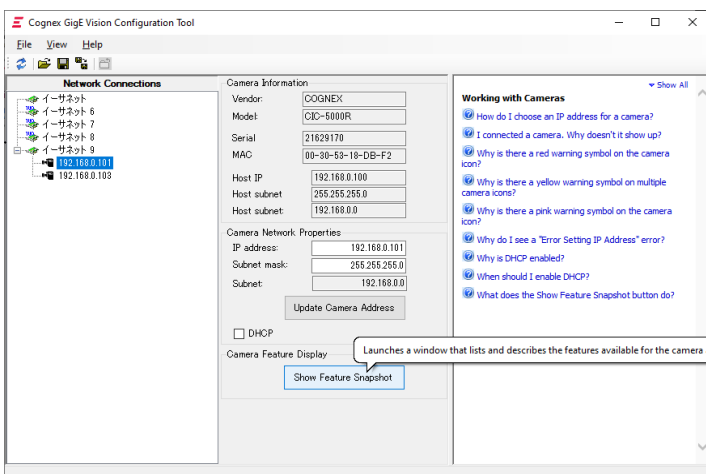 Cognex GigE Vision Configuration Tool
File View Help
Network Connections
イーサネット
イーサネット 6
イーサネット 7
イーサネット 8
イーサネット 9
192.168.0.101
192.168.0.103
Camera Information
Vendor: COGNEX
Model: CIC-5000R
Serial 21629170
MAC 00-30-53-18-DB-F2
Host IP 192.168.0.100
Host subnet 255.255.255.0
Host subnet: 192.168.0.0
Camera Network Properties
IP address: 192.168.0.101
Subnet mask: 255.255.255.0
Subnet: 192.168.0.0
Update Camera Address
DHCP
Camera Feature Display
Launches a window that lists and describes the features available for the camera
Show Feature Snapshot
Show All
Working with Cameras
How do I choose an IP address for a camera?
I connected a camera. Why doesn't it show up?
Why is there a red warning symbol on the camera
icon?
Why is there a yellow warning symbol on multiple
camera icons?
Why is there a pink warning symbol on the camera
icon?
Why do I see a "Error Setting IP Address" error?
Why is DHCP enabled?
When should I enable DHCP?
What does the Show Feature Snapshot button do?